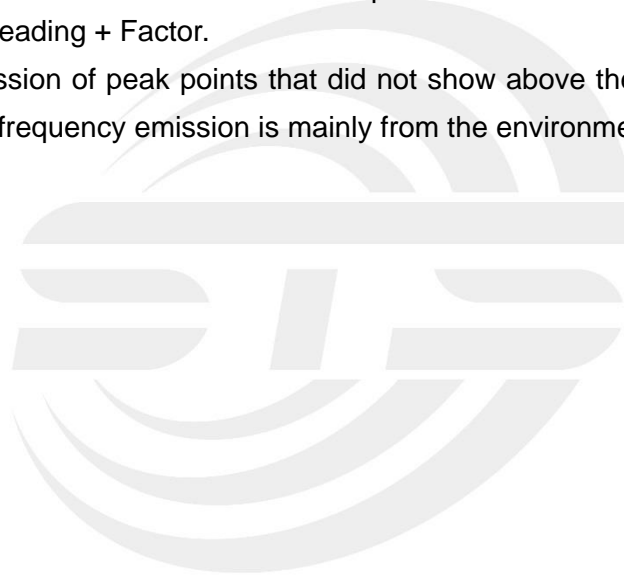 eading + Factor.
ssion of peak points that did not show above the
frequency emission is mainly from the environme
STS